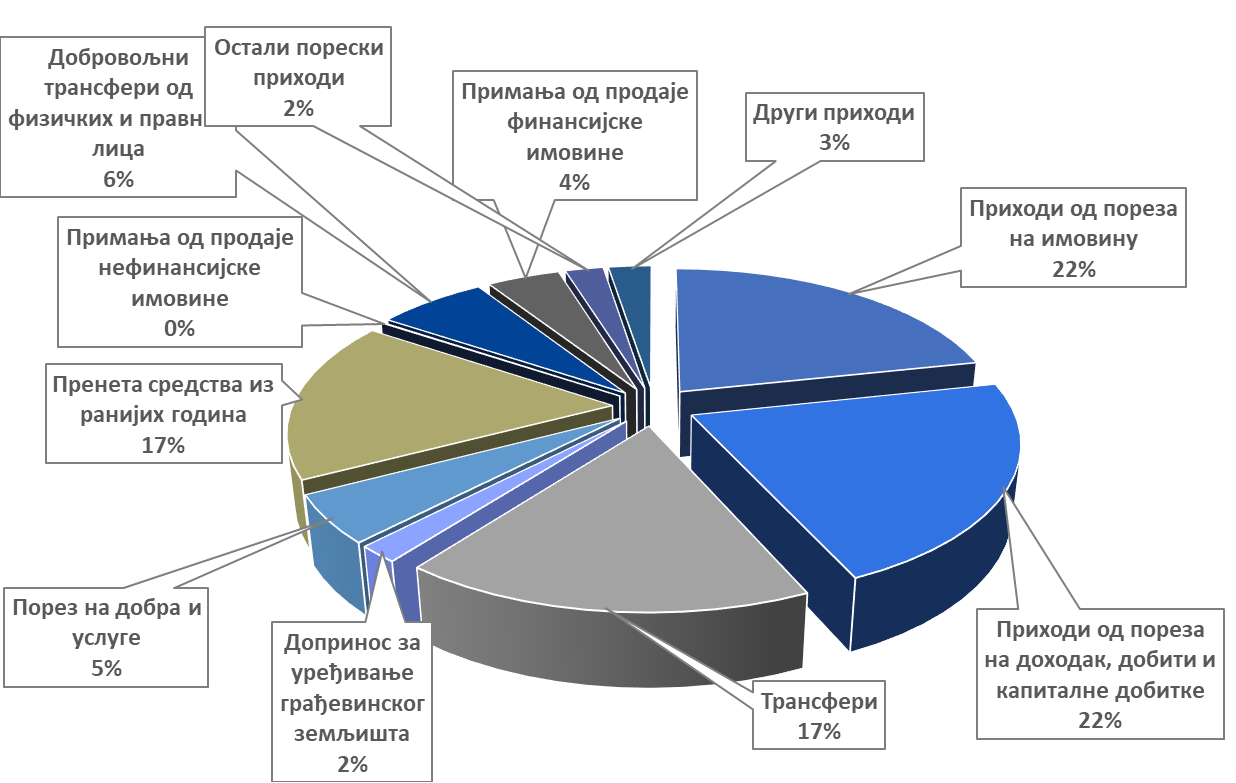 Добровољни
трансфери од
физичких и правн
лица
6%
Остали порески
приходи
2%
Примања од продаје
финансијске
имовине
4%
Други приходи
3%
Приходи од пореза
на имовину
22%
Примања од продаје
нефинансијске
имовине
0%
Пренета средства из
ранијих година
17%
Порез на добра и
услуге
5%
Допринос за
уређивање
грађевинског
земљишта
2%
Трансфери
17%
Приходи од пореза
на доходак, добити и
капиталне добитке
22%